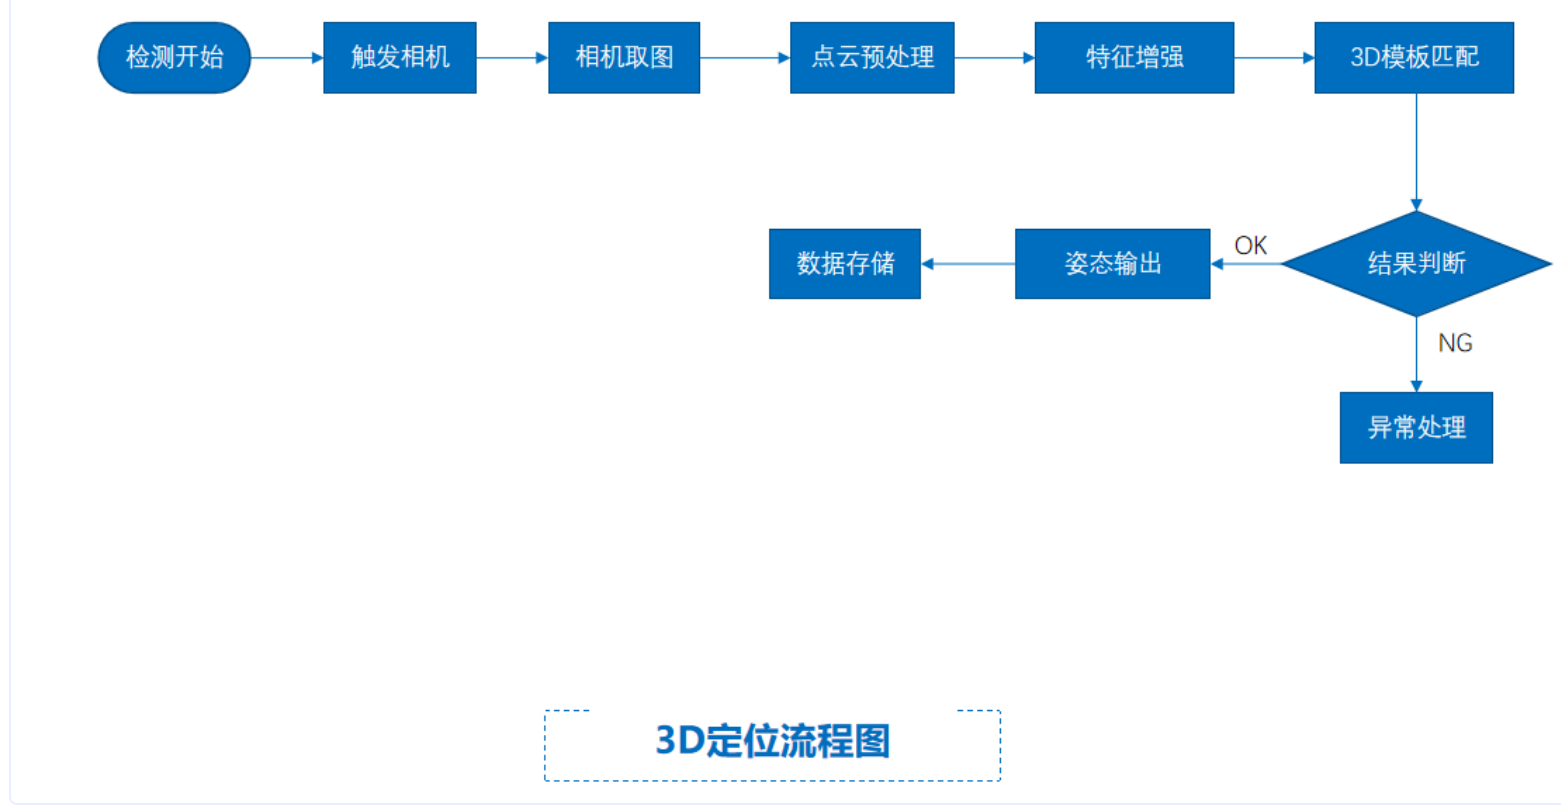 检测开始
触发相机
相机取图
点云预处理
特征增强
3D模板匹配
结果判断
OK
姿态输出
数据存储
NG
异常处理
3D定位流程图